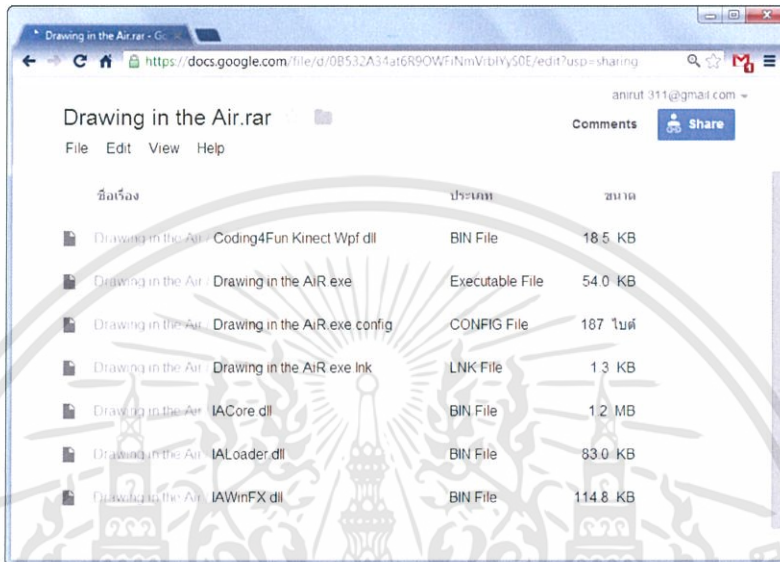 Drawing in the Air.rar - Go
https://docs.google.com/file/d/0B532A34at6R9OWFiNmVrblYyS0E/edit?usp=sharing
anirut.311@gmail.com
Drawing in the Air.rar
Comments
Share
File Edit View Help
ชื่อเรื่อง ประเภท ขนาด
Drawing in the Air / Coding4Fun Kinect Wpf dll BIN File 18.5 KB
Drawing in the Air / Drawing in the AiR exe Executable File 54.0 KB
Drawing in the Air / Drawing in the AiR.exe config CONFIG File 187 ไบต์
Drawing in the Air / Drawing in the AiR exe lnk LNK File 1.3 KB
Drawing in the Air / IACore dll BIN File 1.2 MB
Drawing in the Air / IALoader dll BIN File 83.0 KB
Drawing in the Air / IAWinFX dll BIN File 114.8 KB